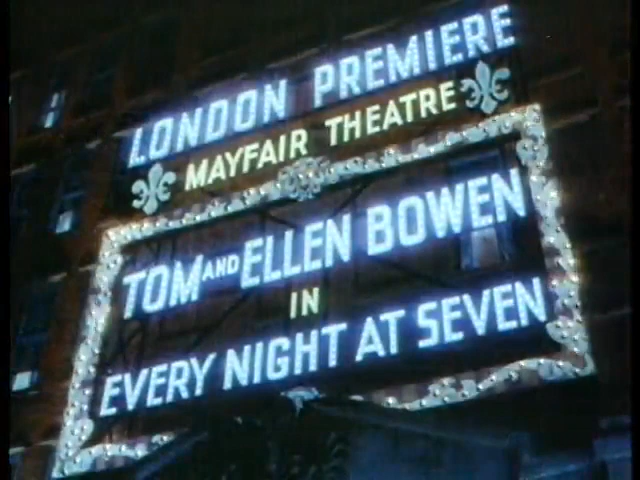 LONDON PREMIERE
MAYFAIR THEATRE
TOM AND ELLEN BOWEN
IN
EVERY NIGHT AT SEVEN